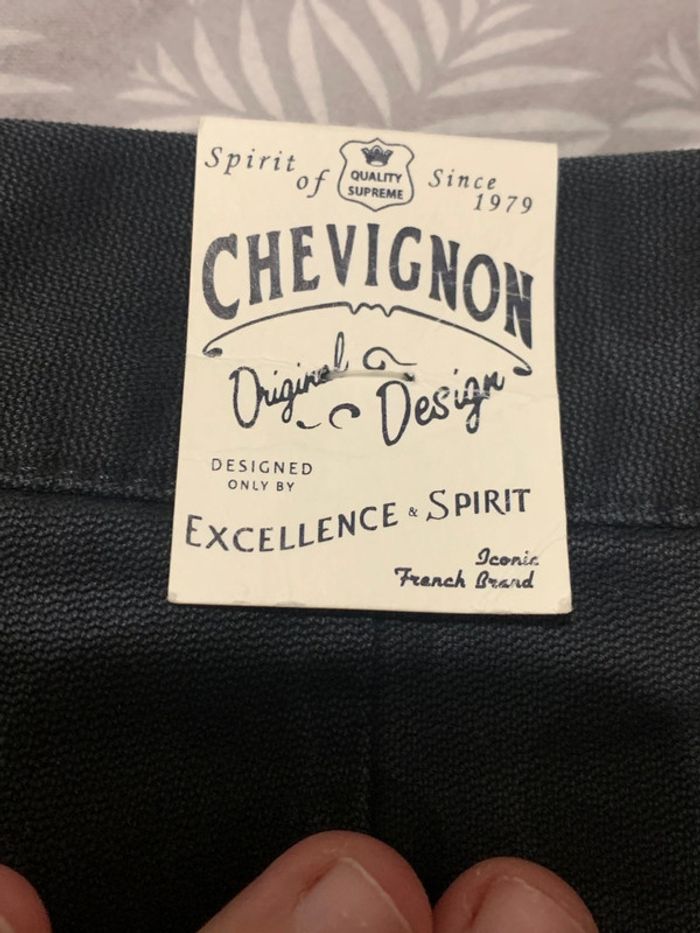 Spirit of
QUALITY
SUPREME
Since
1979
CHEVIGNON
Original
Design
DESIGNED
ONLY BY
EXCELLENCE & SPIRIT
Iconic
French Brand